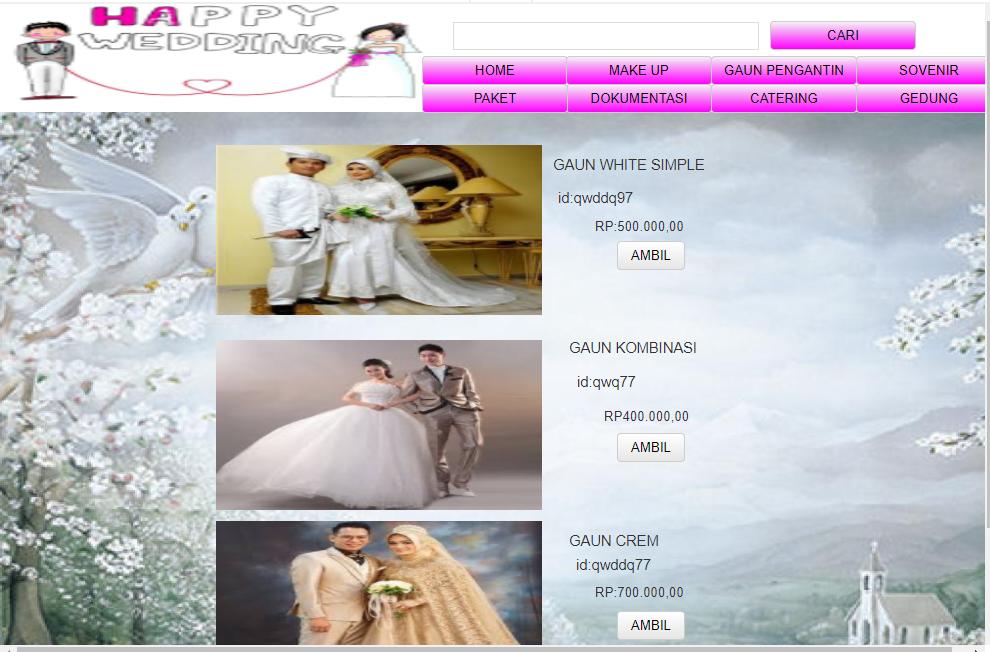 HAPPY
WEDDING
CARI
HOME
MAKE UP
GAUN PENGANTIN
SOVENIR
PAKET
DOKUMENTASI
CATERING
GEDUNG
GAUN WHITE SIMPLE
id:qwddq97
RP:500.000,00
AMBIL
GAUN KOMBINASI
id:qwq77
RP400.000,00
AMBIL
GAUN CREM
id:qwddq77
RP:700.000,00
AMBIL